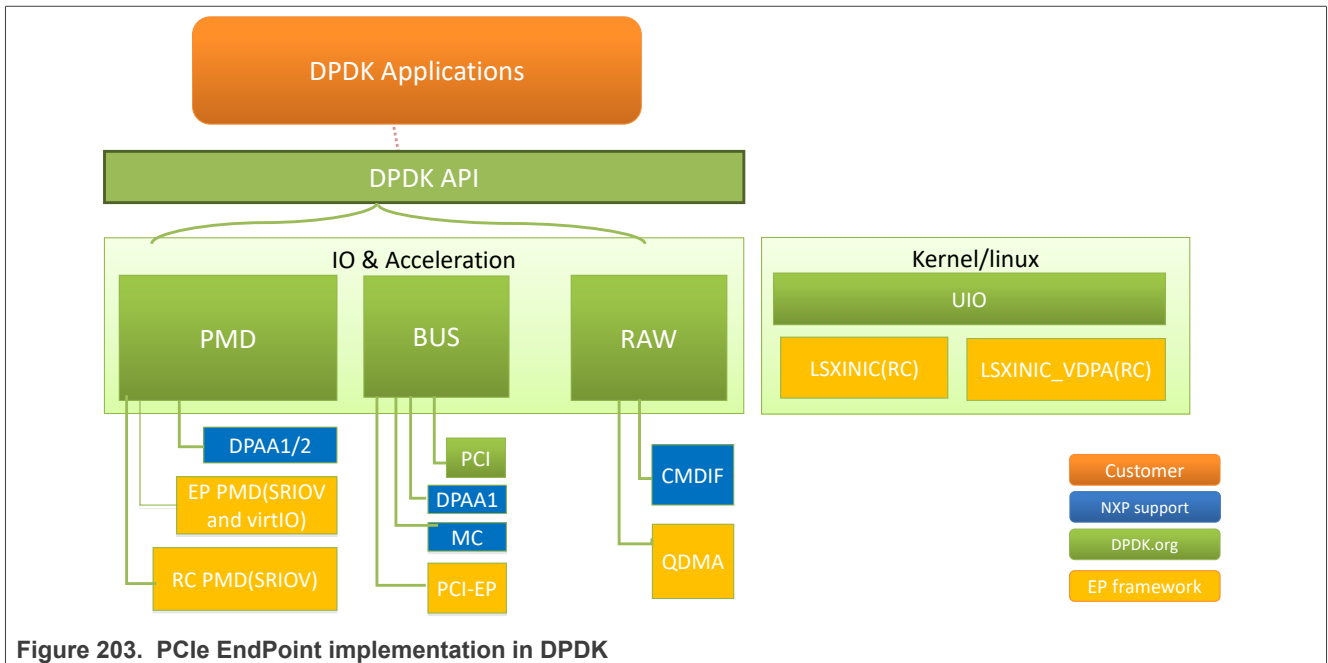 DPDK Applications
DPDK API
IO & Acceleration
Kernel/linux
PMD
BUS
RAW
UIO
LSXINIC(RC)
LSXINIC_VDPA(RC)
DPAA1/2
EP PMD(SRIOV
and virtIO)
RC PMD(SRIOV)
PCI
DPAA1
MC
PCI-EP
CMDIF
QDMA
Customer
NXP support
DPDK.org
EP framework
Figure 203. PCIe EndPoint implementation in DPDK